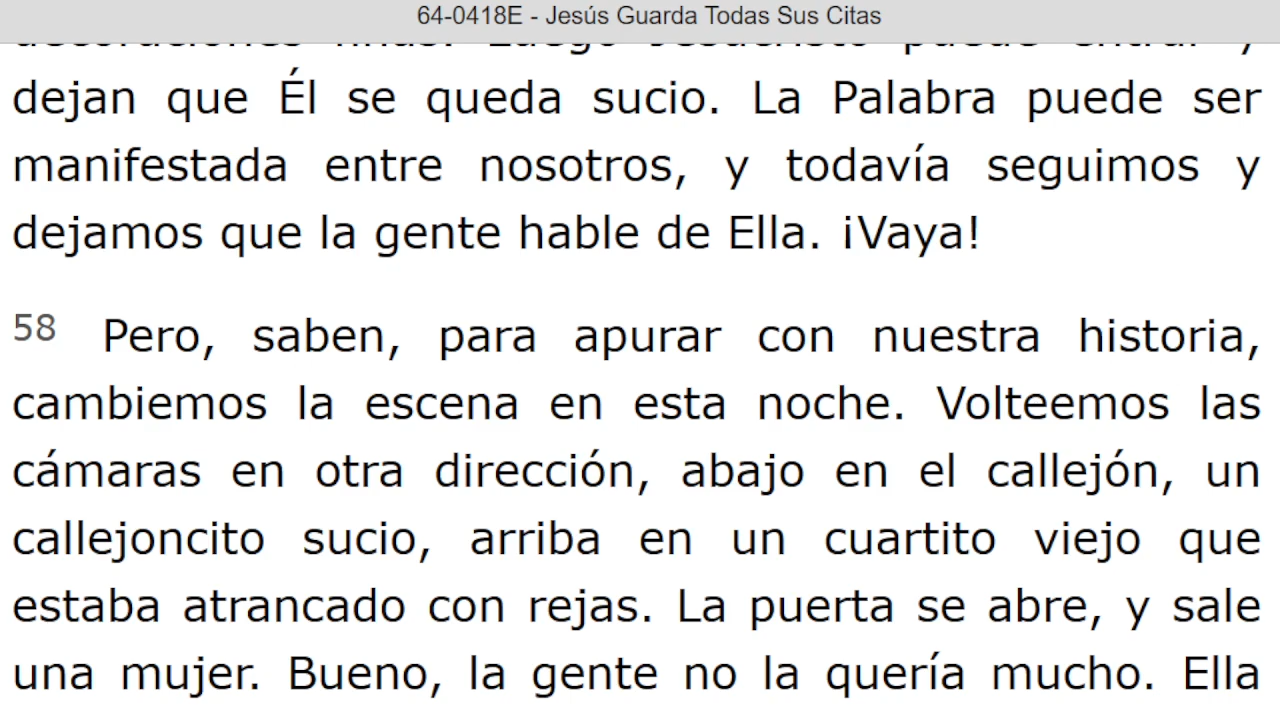 64-0418E - Jesús Guarda Todas Sus Citas
dejan que Él se queda sucio. La Palabra puede ser
manifestada entre nosotros, y todavía seguimos y
dejamos que la gente hable de Ella. ¡Vaya!
58 Pero, saben, para apurar con nuestra historia,
cambiemos la escena en esta noche. Volteemos las
cámaras en otra dirección, abajo en el callejón, un
callejoncito sucio, arriba en un cuartito viejo que
estaba atrancado con rejas. La puerta se abre, y sale
una mujer. Bueno, la gente no la quería mucho. Ella